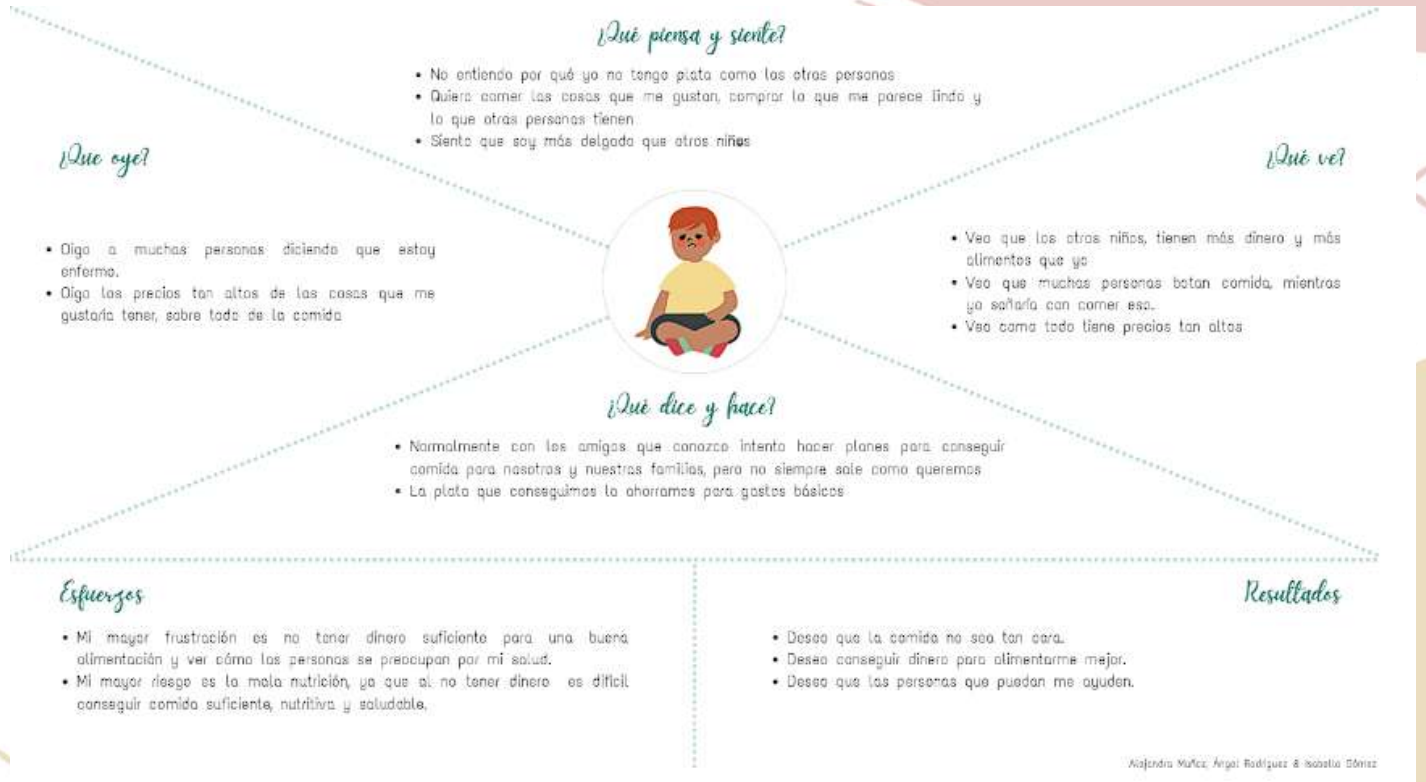 ¿Qué piensa y siente?
• No entiendo por qué yo no tengo plata como las otras personas
• Quiero comer las cosas que me gustan, comprar lo que me parece lindo y
lo que otras personas tienen
• Siento que soy más delgado que otros niños
¿Que oye?
• Oigo a muchas personas diciendo que estoy
enfermo.
• Oigo los precios tan altos de las cosas que me
gustaría tener, sobre todo de la comida
¿Qué ve?
• Veo que los otros niños, tienen más dinero y más
alimentos que yo
• Veo que muchas personas botan comida, mientras
yo soñaría con comer eso.
• Veo como todo tiene precios tan altos
¿Qué dice y hace?
• Normalmente con los amigos que conozco intento hacer planes para conseguir
comida para nosotros y nuestras familias, pero no siempre sale como queremos
• La plata que conseguimos la ahorramos para gastos básicos
Esfuerzos
• Mi mayor frustración es no tener dinero suficiente para una buena
alimentación y ver cómo las personas se preocupan por mi salud.
• Mi mayor riesgo es la mala nutrición, ya que al no tener dinero es difícil
conseguir comida suficiente, nutritiva y saludable.
Resultados
• Deseo que la comida no sea tan cara.
• Deseo conseguir dinero para alimentarme mejor.
• Deseo que las personas que puedan me ayuden.
Alejandra Muñoz, Ángel Rodríguez & Isabella Gómez